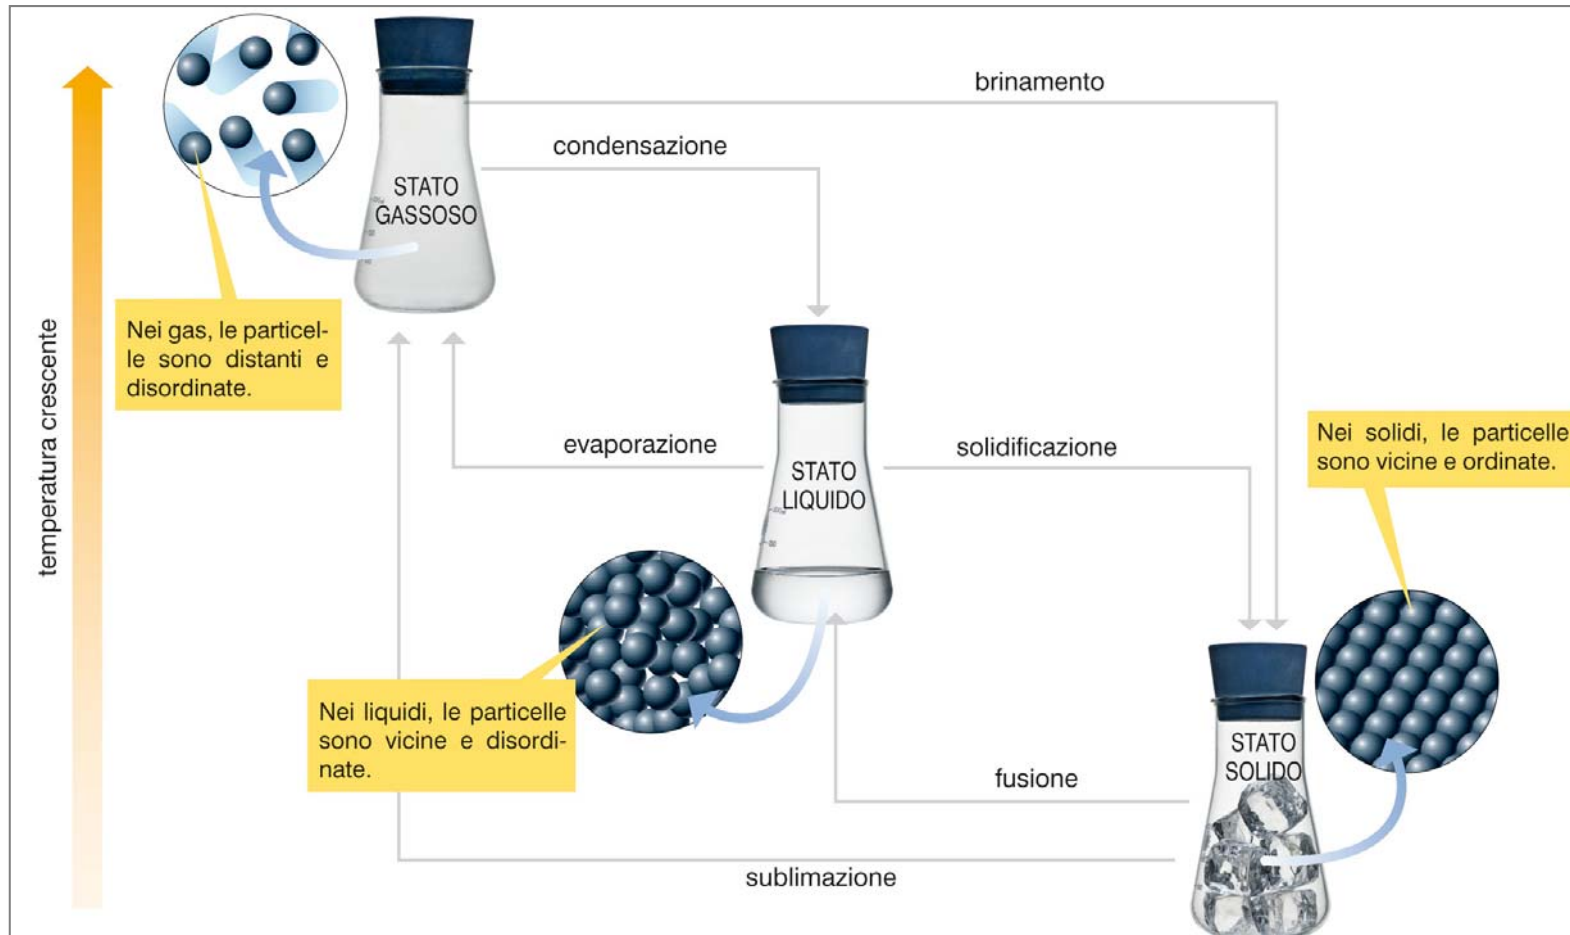 brinamento
condensazione
STATO
GASSOSO
temperatura crescente
Nei gas, le particel-
le sono distanti e
disordinate.
evaporazione
STATO
LIQUIDO
solidificazione
Nei solidi, le particelle
sono vicine e ordinate.
Nei liquidi, le particelle
sono vicine e disordi-
nate.
STATO
SOLIDO
fusione
sublimazione